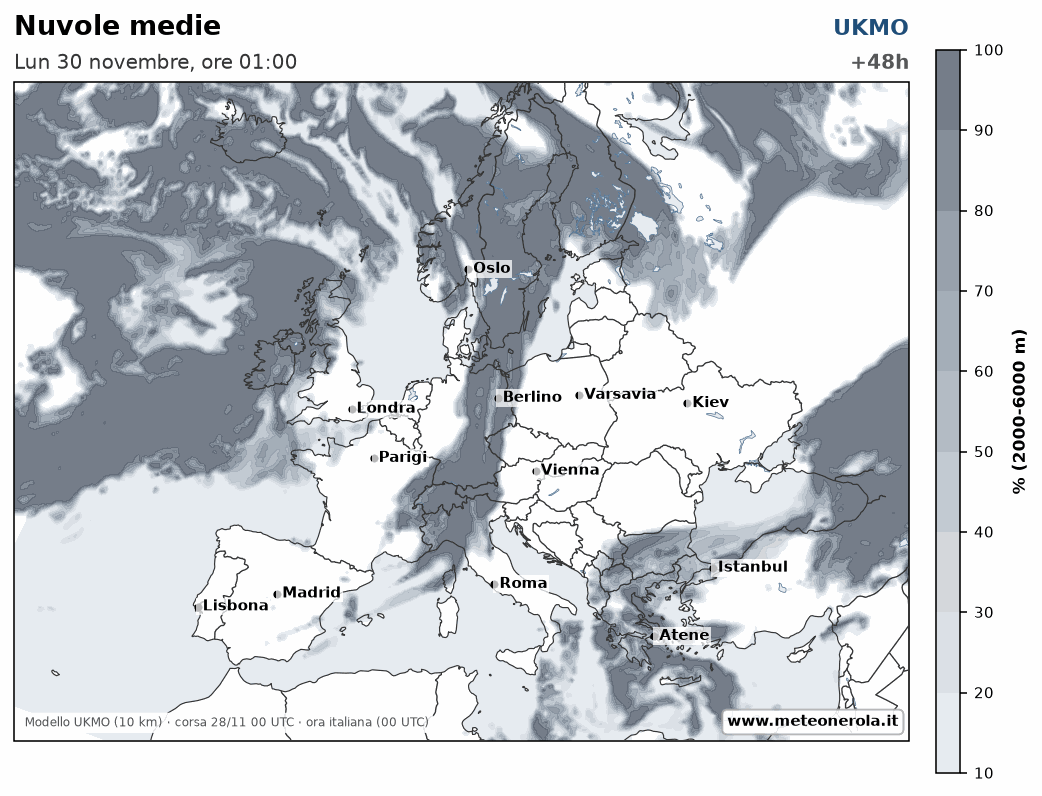 Nuvole medie
UKMO
Lun 30 novembre, ore 01:00
+48h
100
90
80
70
60
50
40
30
20
10
% (2000-6000 m)
Oslo
Berlino
Varsavia
Kiev
Londra
Parigi
Vienna
Istanbul
Roma
Madrid
Lisbona
Atene
Modello UKMO (10 km) · corsa 28/11 00 UTC · ora italiana (00 UTC)
www.meteonerola.it